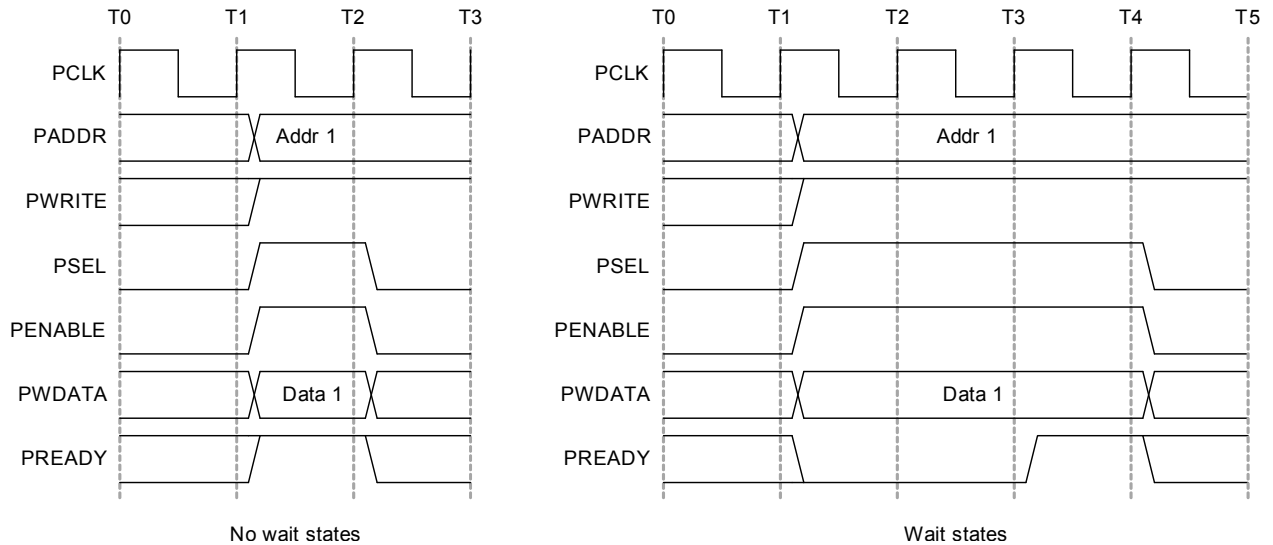 T0 T1 T2 T3
PCLK
PADDR Addr 1
PWRITE
PSEL
PENABLE
PWDATA Data 1
PREADY
No wait states
T0 T1 T2 T3 T4 T5
PCLK
PADDR Addr 1
PWRITE
PSEL
PENABLE
PWDATA Data 1
PREADY
Wait states